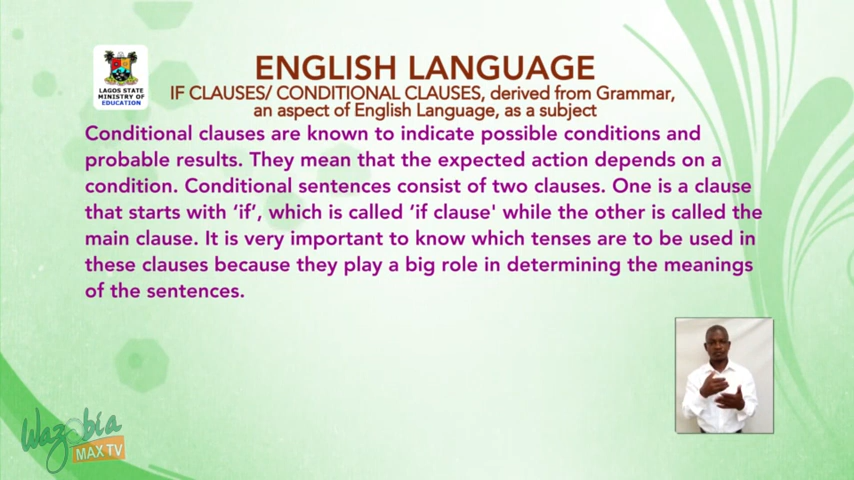 ENGLISH LANGUAGE
LAGOS STATE
MINISTRY OF
EDUCATION
IF CLAUSES/ CONDITIONAL CLAUSES, derived from Grammar,
an aspect of English Language, as a subject
Conditional clauses are known to indicate possible conditions and
probable results. They mean that the expected action depends on a
condition. Conditional sentences consist of two clauses. One is a clause
that starts with ‘if’, which is called ‘if clause' while the other is called the
main clause. It is very important to know which tenses are to be used in
these clauses because they play a big role in determining the meanings
of the sentences.
Wazobia
MAX TV